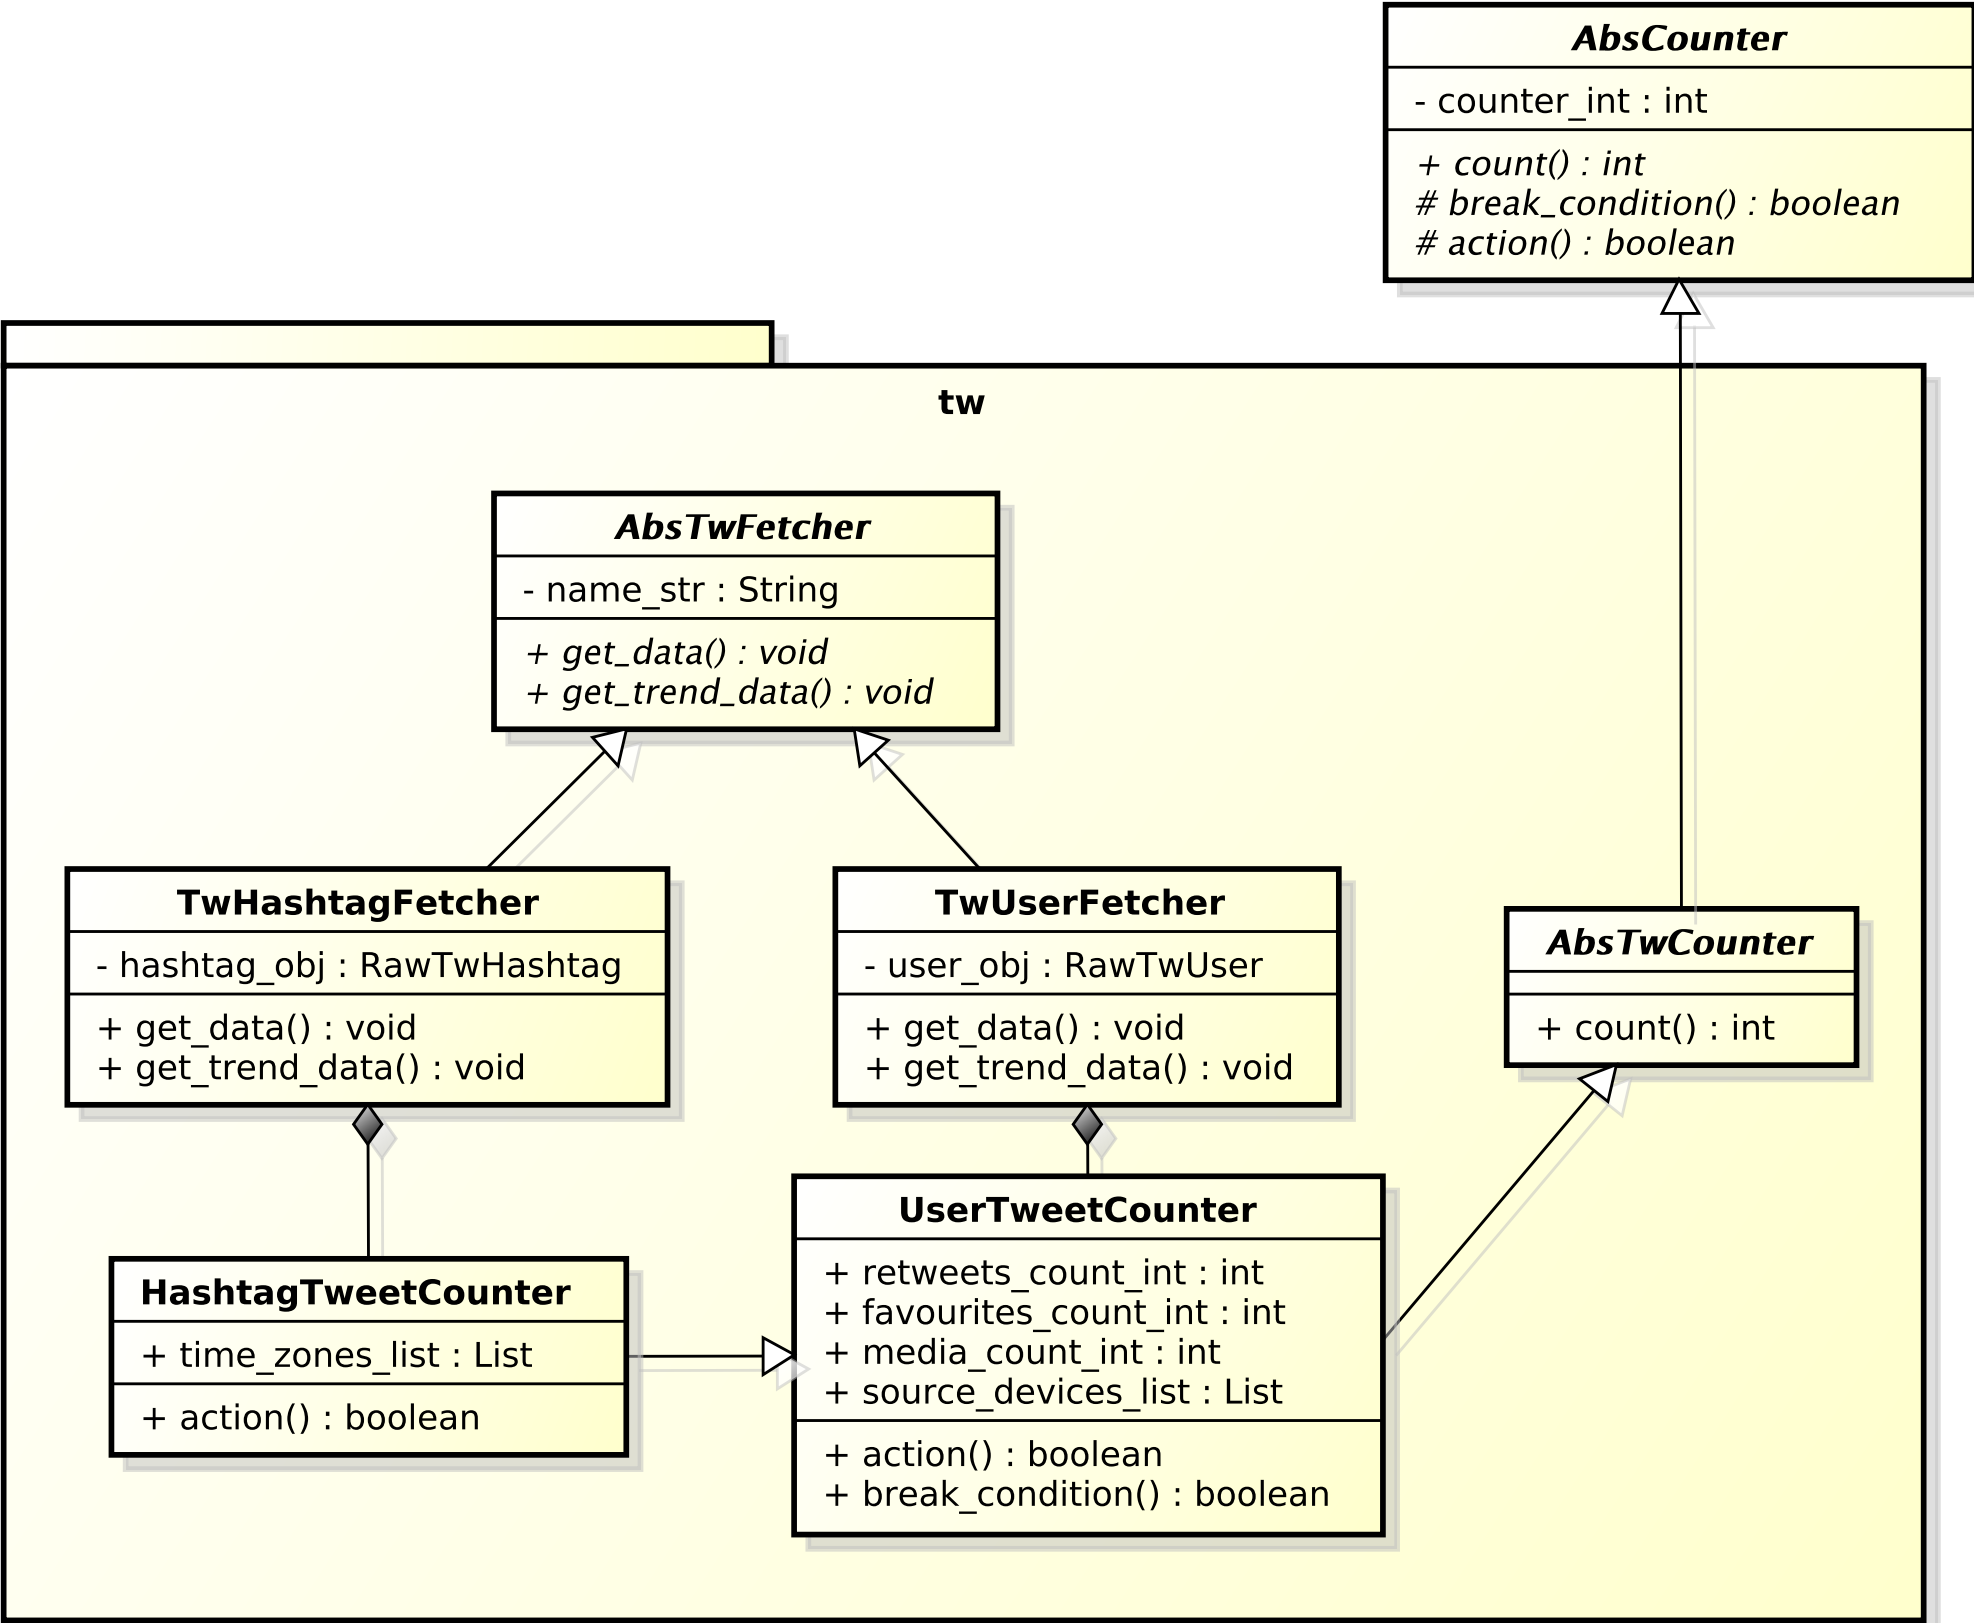 AbsCounter
- counter_int : int
+ count() : int
# break_condition() : boolean
# action() : boolean
tw
AbsTwFetcher
- name_str : String
+ get_data() : void
+ get_trend_data() : void
TwHashtagFetcher
- hashtag_obj : RawTwHashtag
+ get_data() : void
+ get_trend_data() : void
TwUserFetcher
- user_obj : RawTwUser
+ get_data() : void
+ get_trend_data() : void
AbsTwCounter
+ count() : int
HashtagTweetCounter
+ time_zones_list : List
+ action() : boolean
UserTweetCounter
+ retweets_count_int : int
+ favourites_count_int : int
+ media_count_int : int
+ source_devices_list : List
+ action() : boolean
+ break_condition() : boolean